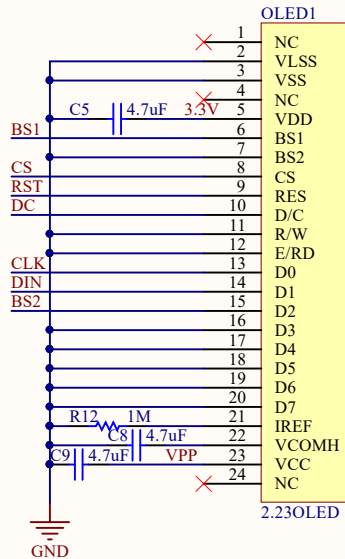 OLED1
1 NC
2 VLSS
3 VSS
4 NC
C5 4.7uF 3.3V 5 VDD
BS1 6 BS1
7 BS2
CS 8 CS
RST 9 RES
DC 10 D/C
11 R/W
12 E/RD
CLK 13 D0
DIN 14 D1
BS2 15 D2
16 D3
17 D4
18 D5
19 D6
20 D7
R12 1M 21 IREF
C8 4.7uF 22 VCOMH
C9 4.7uF VPP 23 VCC
24 NC
2.23OLED
GND